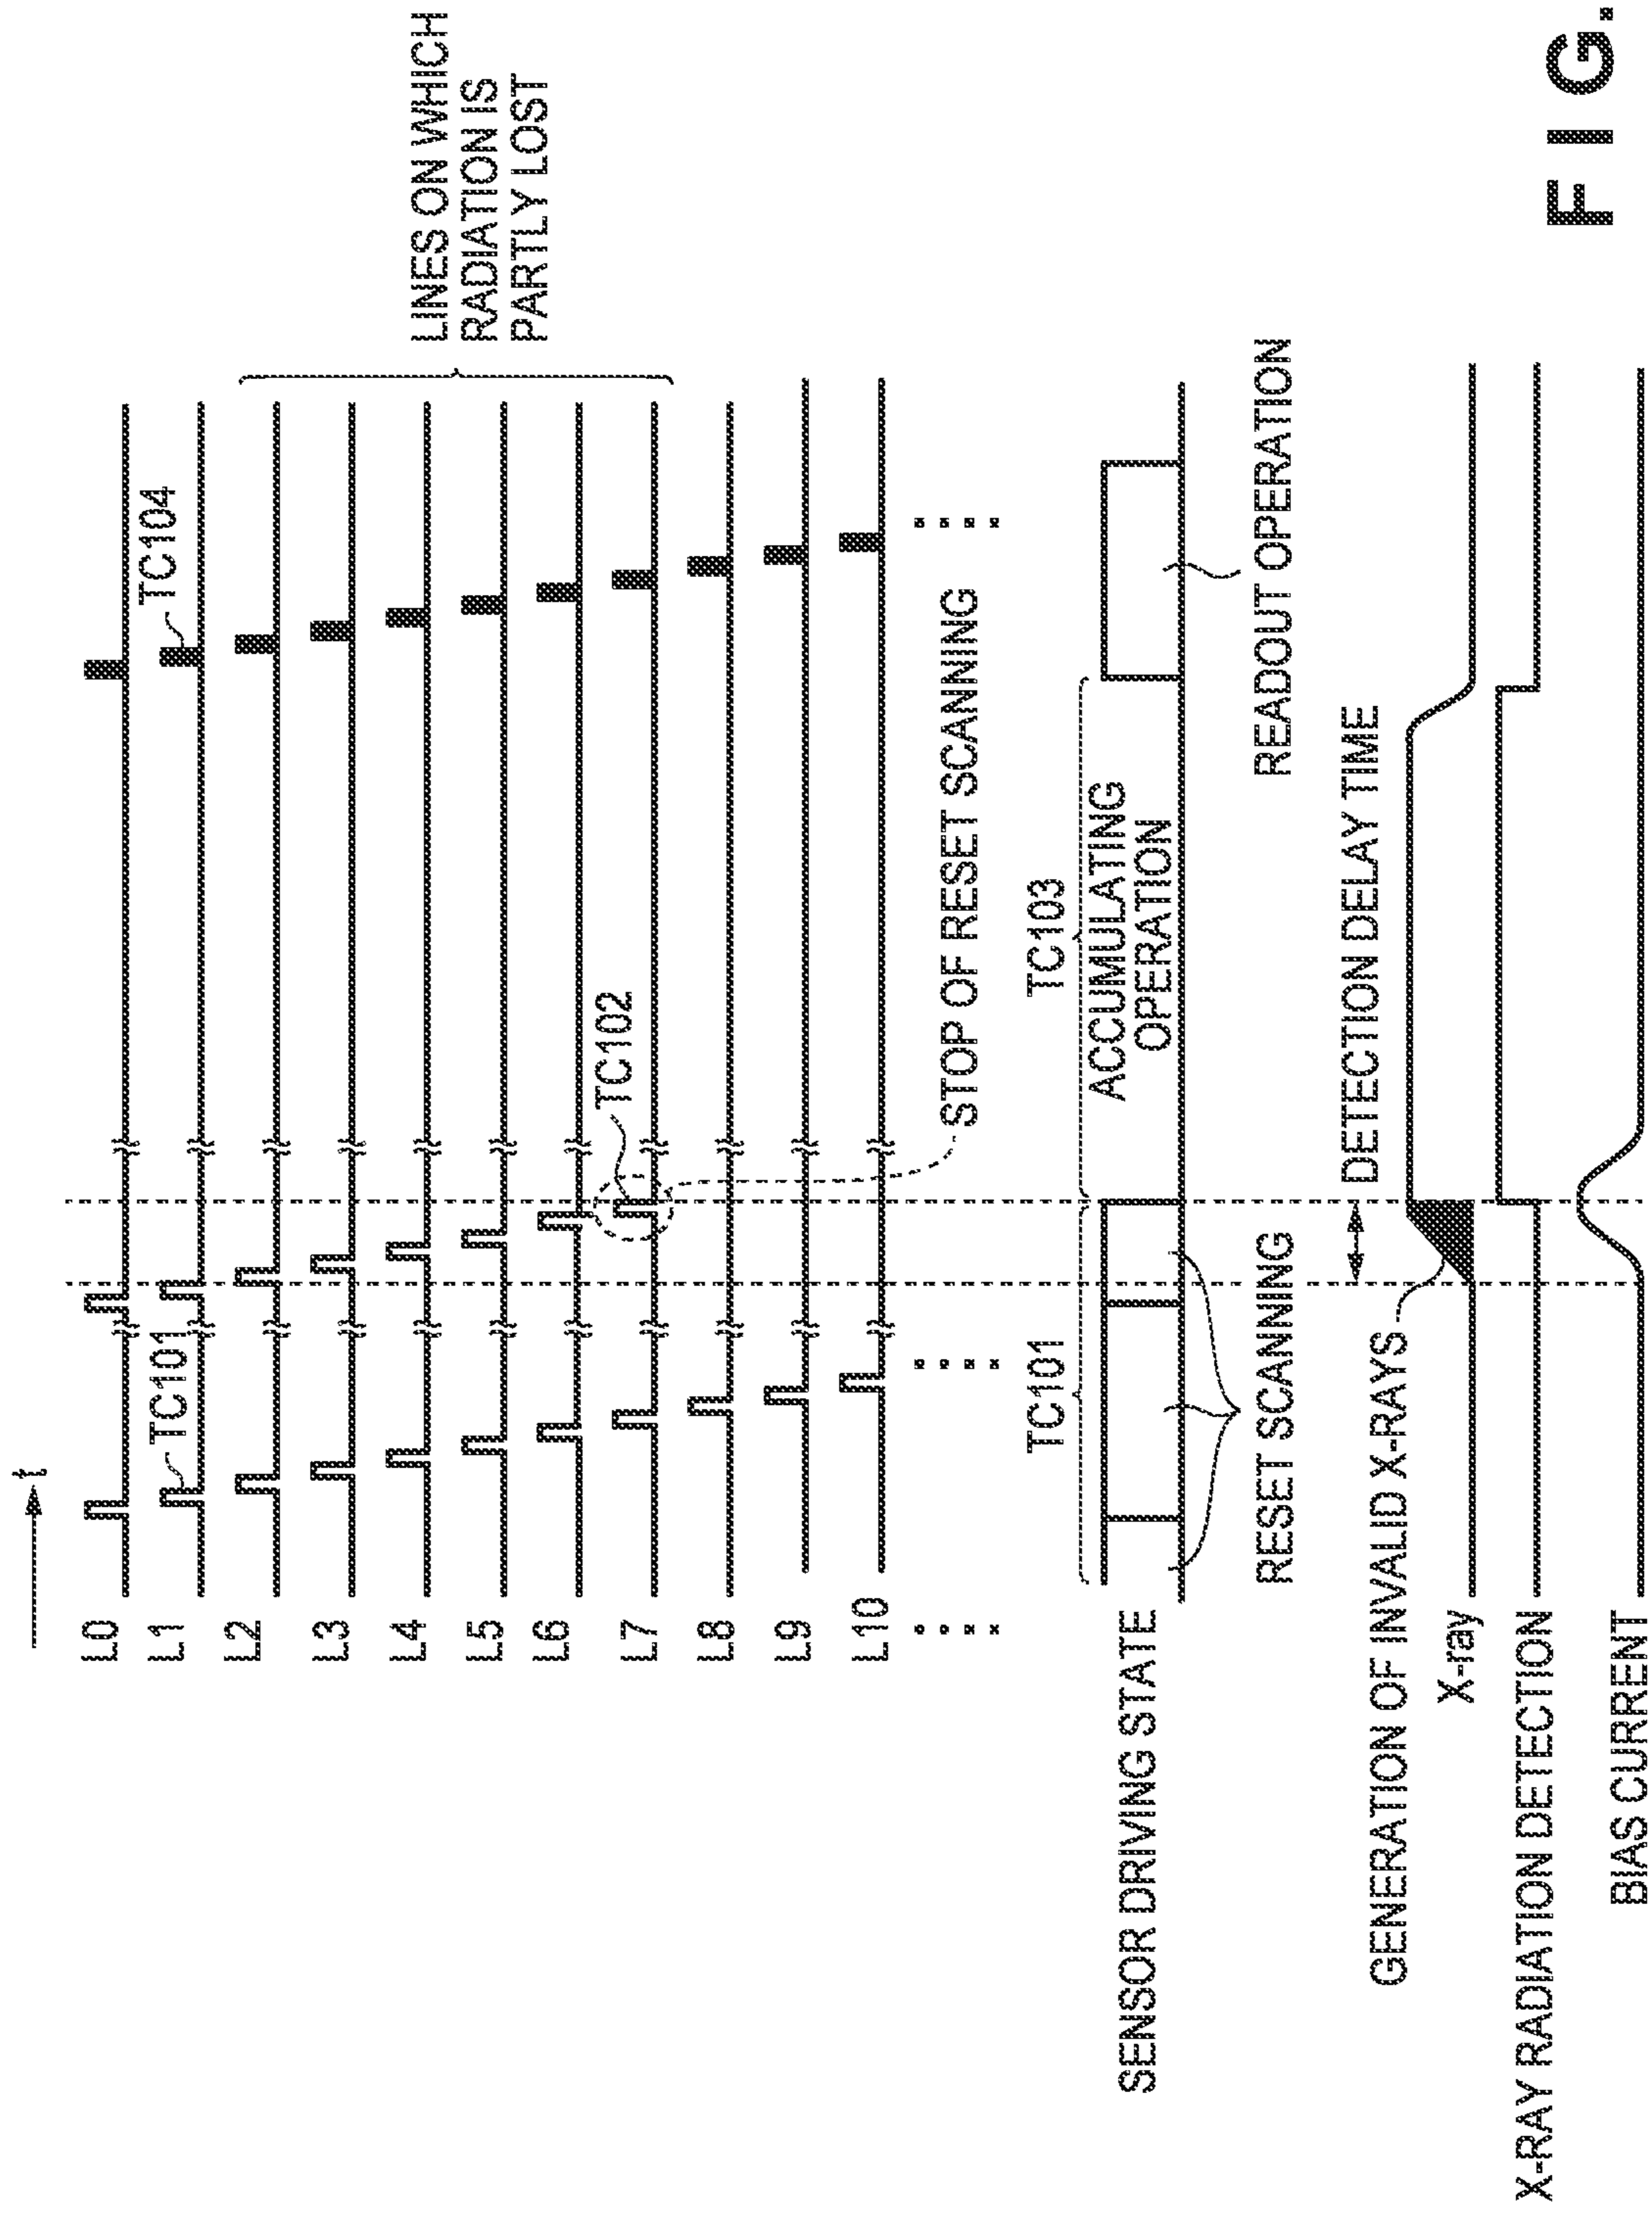 t
L0
L1
L2
L3
L4
L5
L6
L7
L8
L9
L10
TC101
TC104
TC102
LINES ON WHICH
RADIATION IS
PARTLY LOST
STOP OF RESET SCANNING
TC101
TC103
SENSOR DRIVING STATE
ACCUMULATING
OPERATION
RESET SCANNING
READOUT OPERATION
DETECTION DELAY TIME
GENERATION OF INVALID X-RAYS
X-ray
X-RAY RADIATION DETECTION
BIAS CURRENT
FIG.